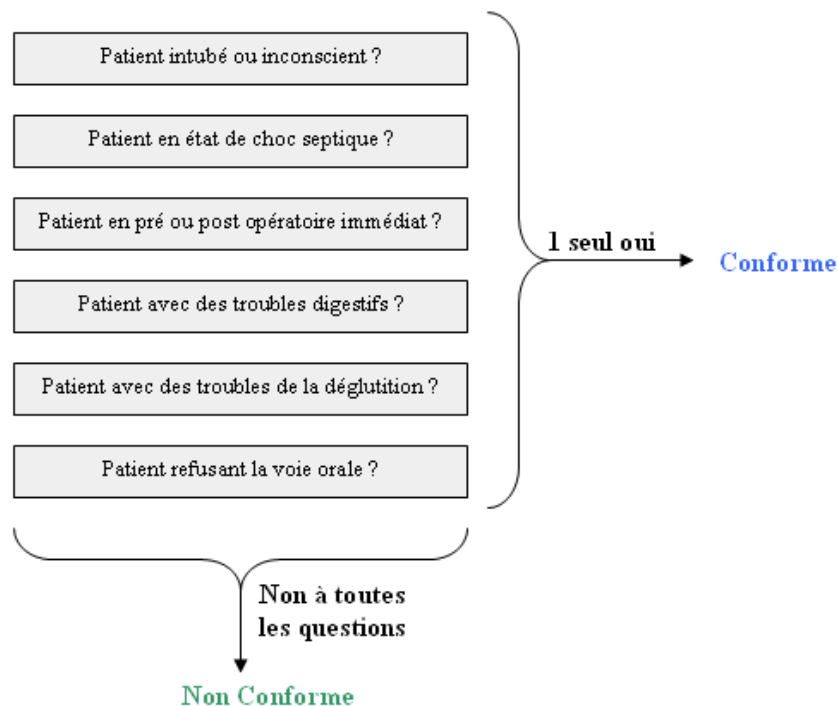 Patient intubé ou inconscient ?
Patient en état de choc septique ?
Patient en pré ou post opératoire immédiat ?
Patient avec des troubles digestifs ?
Patient avec des troubles de la déglutition ?
Patient refusant la voie orale ?
1 seul oui
Conforme
Non à toutes
les questions
Non Conforme